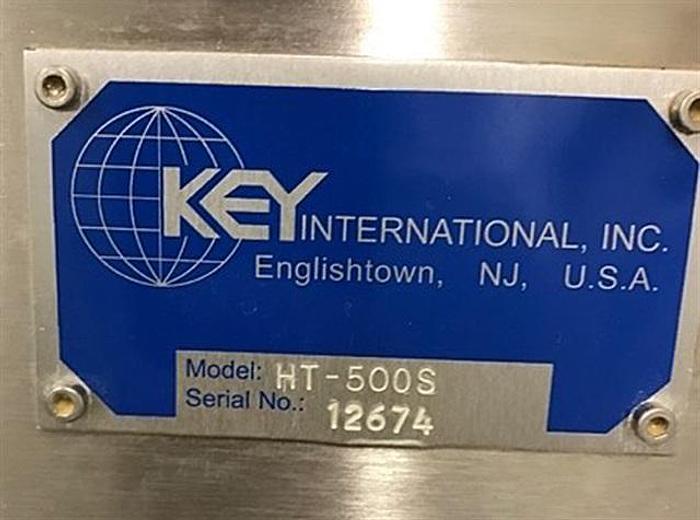 KEY INTERNATIONAL, INC.
Englishtown, NJ, U.S.A.
Model: HT-500S
Serial No.: 12674